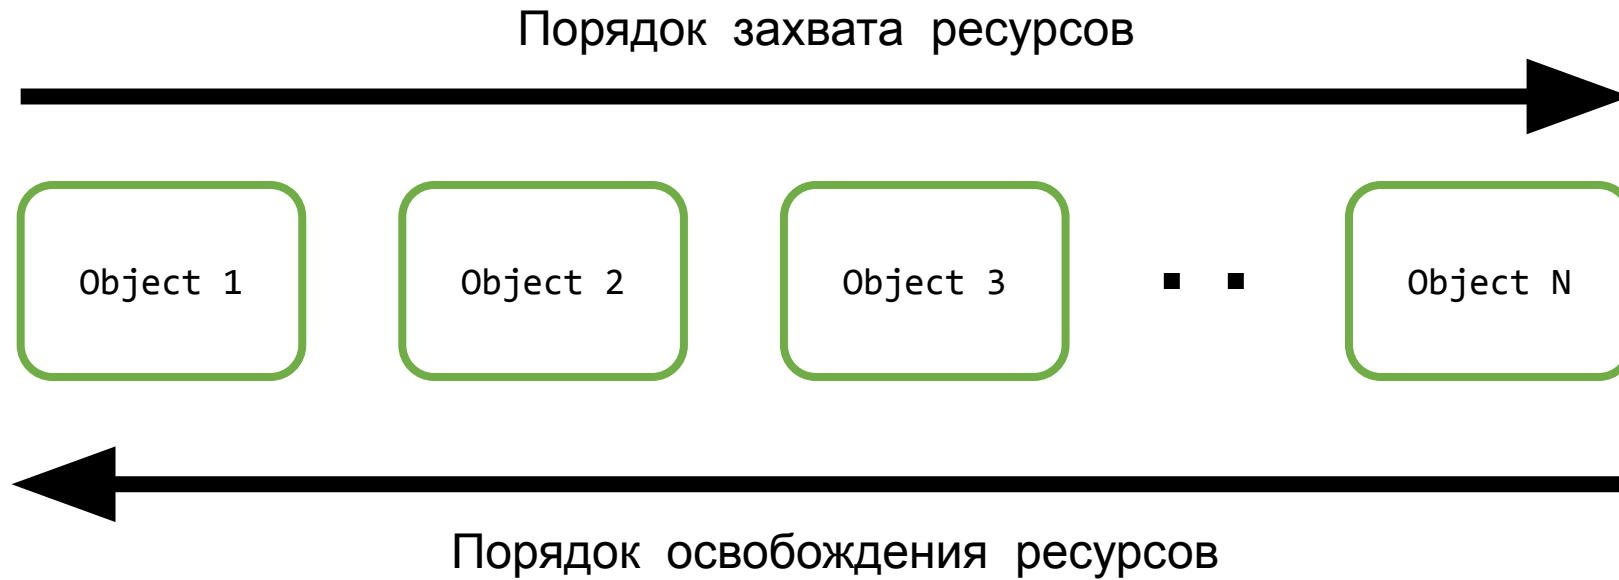 Порядок захвата ресурсов
Object 1 Object 2 Object 3 . . Object N
Порядок освобождения ресурсов